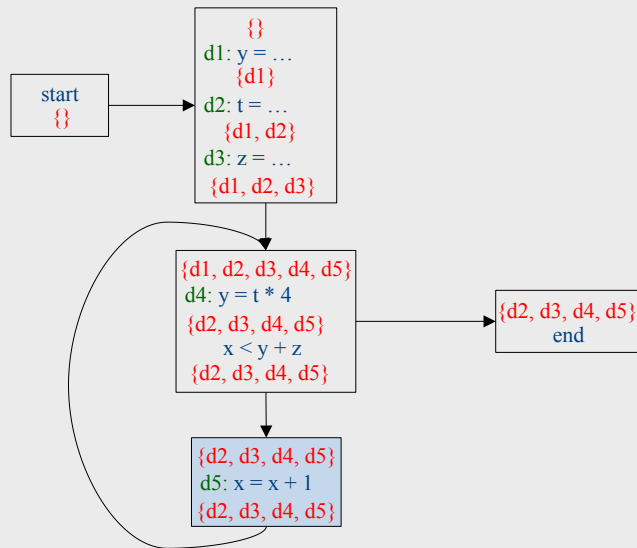 start
{}
{}
d1: y = …
{d1}
d2: t = …
{d1, d2}
d3: z = …
{d1, d2, d3}
{d1, d2, d3, d4, d5}
d4: y = t * 4
{d2, d3, d4, d5}
x < y + z
{d2, d3, d4, d5}
{d2, d3, d4, d5}
end
{d2, d3, d4, d5}
d5: x = x + 1
{d2, d3, d4, d5}